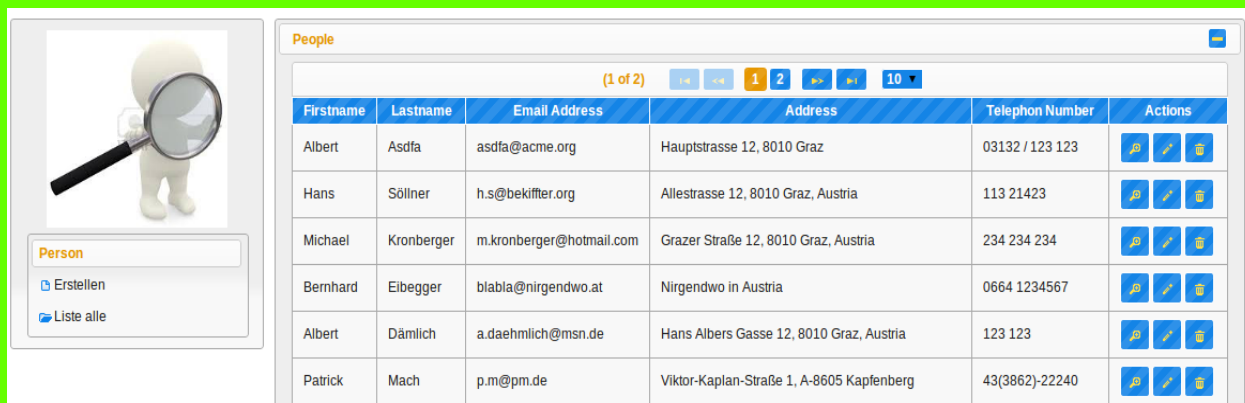 Person
Erstellen
Liste alle
People
(1 of 2) 1 2 10
Firstname Lastname Email Address Address Telephon Number Actions
Albert Asdfa asdfa@acme.org Hauptstrasse 12, 8010 Graz 03132 / 123 123
Hans Söllner h.s@bekiffter.org Allestrasse 12, 8010 Graz, Austria 113 21423
Michael Kronberger m.kronberger@hotmail.com Grazer Straße 12, 8010 Graz, Austria 234 234 234
Bernhard Eibegger blabla@nirgendwo.at Nirgendwo in Austria 0664 1234567
Albert Dämlich a.daehmlich@msn.de Hans Albers Gasse 12, 8010 Graz, Austria 123 123
Patrick Mach p.m@pm.de Viktor-Kaplan-Straße 1, A-8605 Kapfenberg 43(3862)-22240